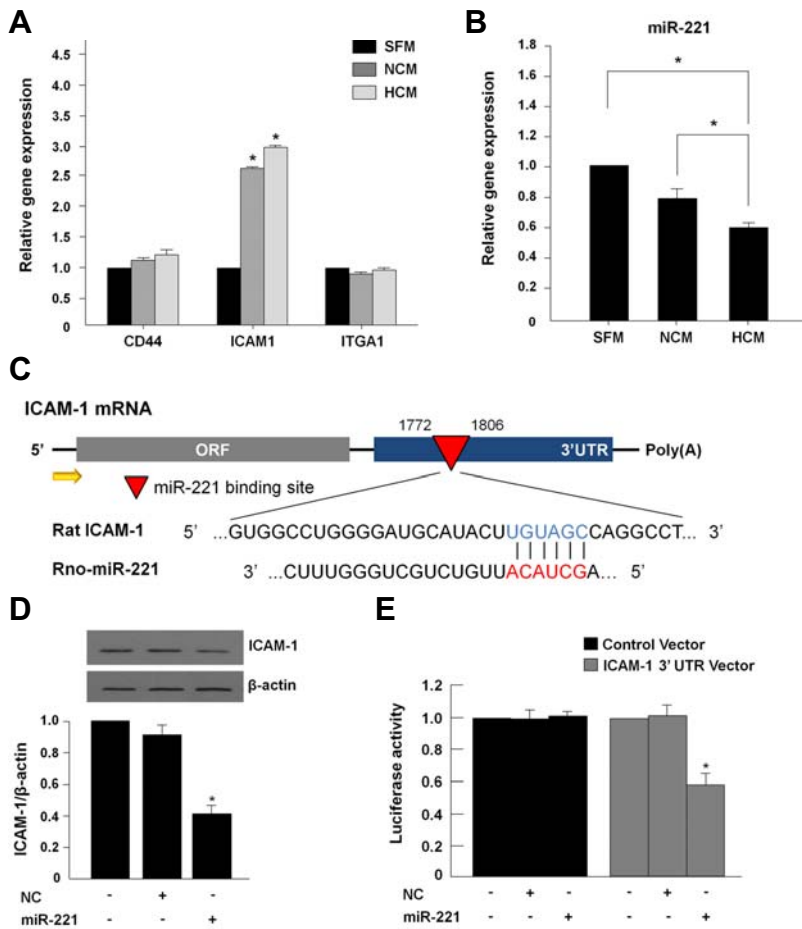 A
SFM
NCM
HCM
Relative gene expression
4.5
4.0
3.5
3.0
2.5
2.0
1.5
1.0
0.5
0
*
*
CD44 ICAM1 ITGA1
B
miR-221
Relative gene expression
1.8
1.6
1.4
1.2
1.0
0.8
0.6
0.4
0.2
0
*
*
SFM NCM HCM
C
ICAM-1 mRNA
1772 1806
5' ORF 3'UTR Poly(A)
miR-221 binding site
Rat ICAM-1 5' ...GUGGCCUGGGGAUGCAUACUUGUAGCCAGGCCT... 3'
Rno-miR-221 3' ...CUUUGGGUCGUCUGUUACAUCGA... 5'
D
ICAM-1
β-actin
ICAM-1/β-actin
1.0
0.8
0.6
0.4
0.2
0
*
NC - + -
miR-221 - - +
E
Control Vector
ICAM-1 3' UTR Vector
Luciferase activity
1.2
1.0
0.8
0.6
0.4
0.2
0
*
NC - + - - + -
miR-221 - - + - - +